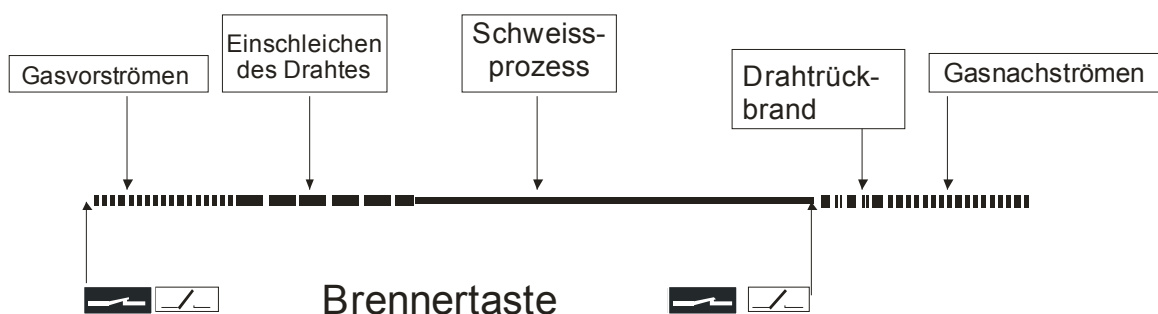 Gasvorströmen
Einschleichen
des Drahtes
Schweiss-
prozess
Drahtrück-
brand
Gasnachströmen
Brennertaste